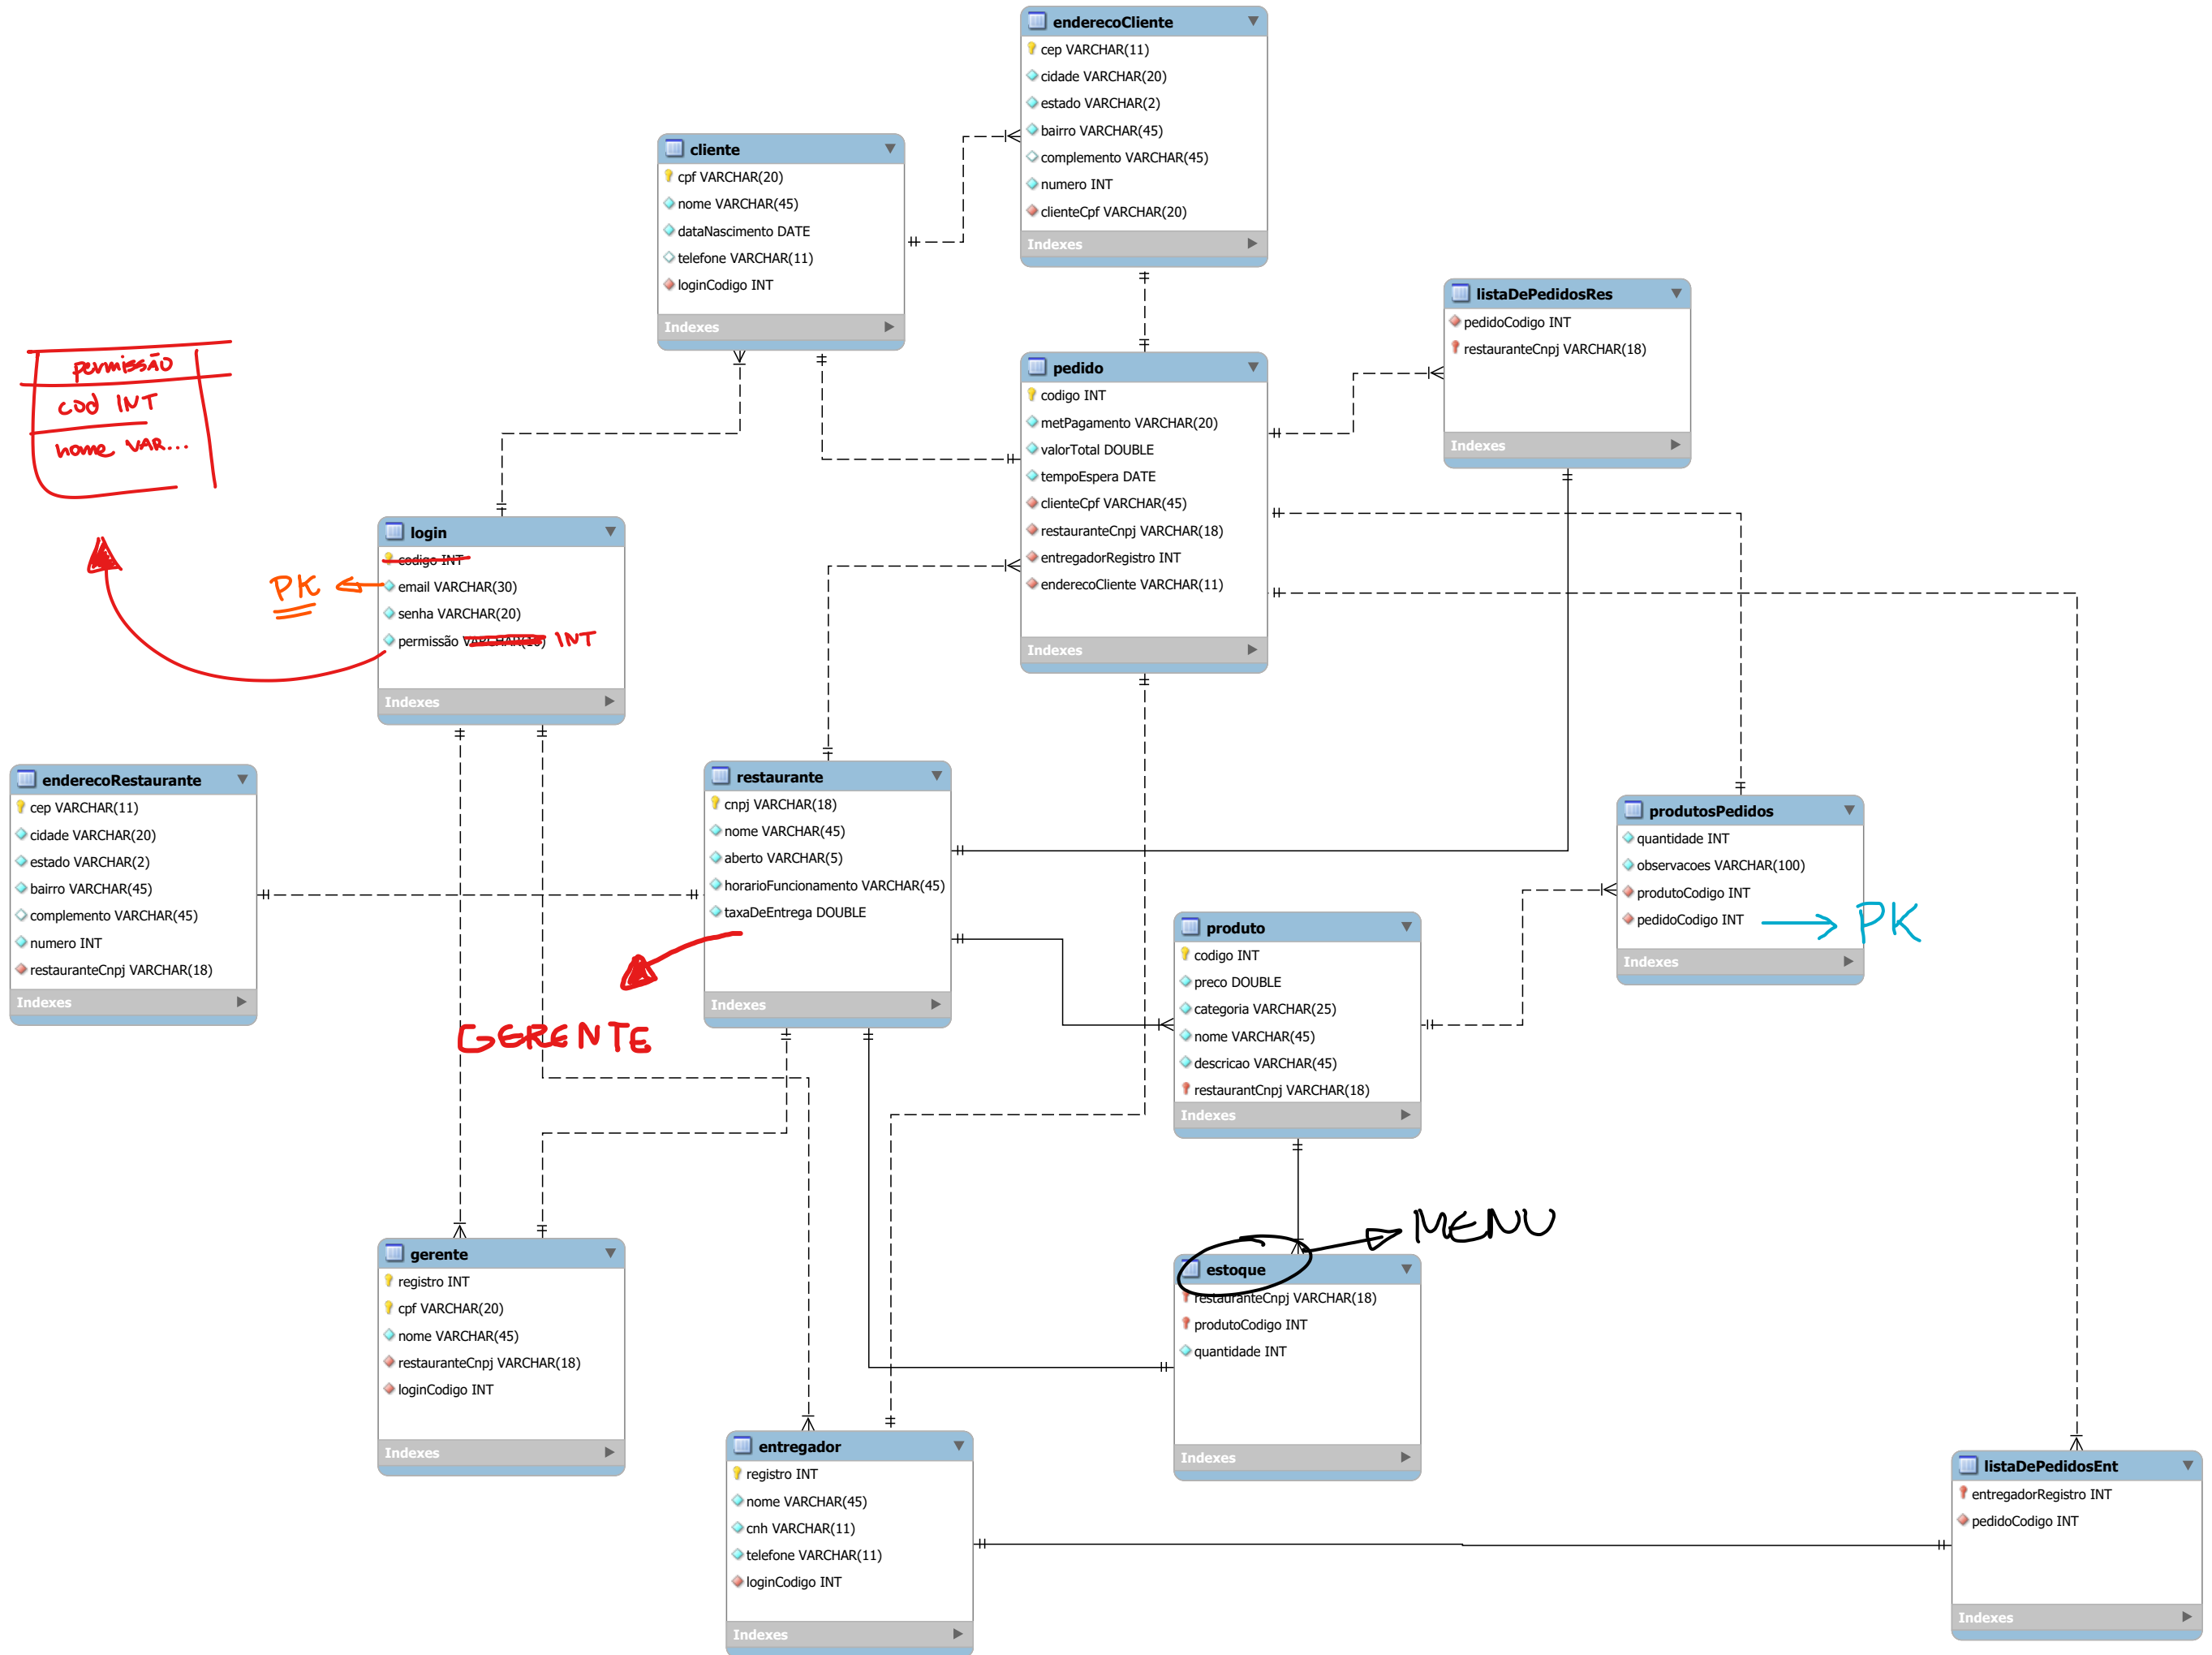 enderecoCliente
cep VARCHAR(11)
cidade VARCHAR(20)
estado VARCHAR(2)
bairro VARCHAR(45)
complemento VARCHAR(45)
numero INT
clienteCpf VARCHAR(20)
Indexes
cliente
cpf VARCHAR(20)
nome VARCHAR(45)
dataNascimento DATE
telefone VARCHAR(11)
loginCodigo INT
Indexes
listaDePedidosRes
pedidoCodigo INT
restauranteCnpj VARCHAR(18)
Indexes
permissão
cod INT
nome VAR...
pedido
codigo INT
metPagamento VARCHAR(20)
valorTotal DOUBLE
tempoEspera DATE
clienteCpf VARCHAR(45)
restauranteCnpj VARCHAR(18)
entregadorRegistro INT
enderecoCliente VARCHAR(11)
Indexes
login
codigo INT
PK
email VARCHAR(30)
senha VARCHAR(20)
permissão INT
Indexes
enderecoRestaurante
cep VARCHAR(11)
cidade VARCHAR(20)
estado VARCHAR(2)
bairro VARCHAR(45)
complemento VARCHAR(45)
numero INT
restauranteCnpj VARCHAR(18)
Indexes
restaurante
cnpj VARCHAR(18)
nome VARCHAR(45)
aberto VARCHAR(5)
horarioFuncionamento VARCHAR(45)
taxaDeEntrega DOUBLE
Indexes
GERENTE
produtosPedidos
quantidade INT
observacoes VARCHAR(100)
produtoCodigo INT
pedidoCodigo INT PK
Indexes
produto
codigo INT
preco DOUBLE
categoria VARCHAR(25)
nome VARCHAR(45)
descricao VARCHAR(45)
restaurantCnpj VARCHAR(18)
Indexes
MENU
estoque
restauranteCnpj VARCHAR(18)
produtoCodigo INT
quantidade INT
Indexes
gerente
registro INT
cpf VARCHAR(20)
nome VARCHAR(45)
restauranteCnpj VARCHAR(18)
loginCodigo INT
Indexes
entregador
registro INT
nome VARCHAR(45)
cnh VARCHAR(11)
telefone VARCHAR(11)
loginCodigo INT
Indexes
listaDePedidosEnt
entregadorRegistro INT
pedidoCodigo INT
Indexes